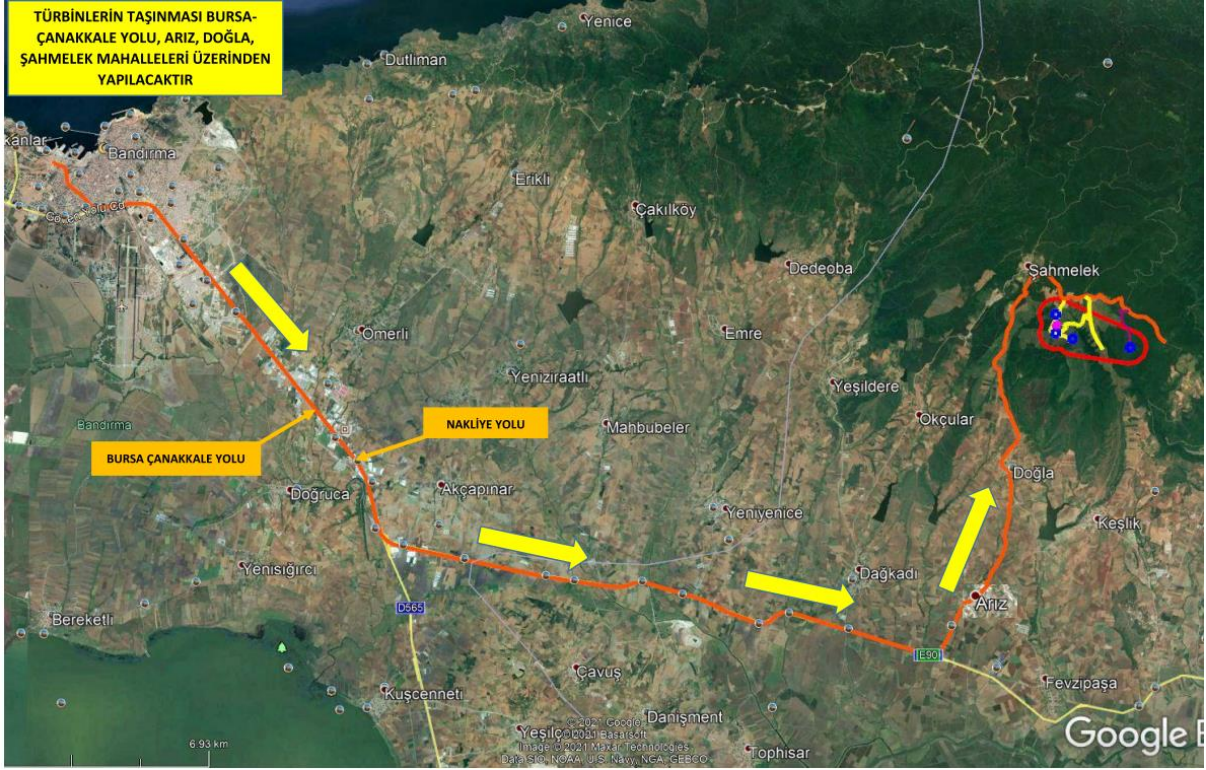 TÜRBİNLERİN TAŞINMASI BURSA-
ÇANAKKALE YOLU, ARIZ, DOĞLA,
ŞAHMELEK MAHALLELERİ ÜZERİNDEN
YAPILACAKTIR
Yenice
Dutliman
kanlar
Bandırma
Erikli
Çakılköy
Dedeoba
Şahmelek
Ömerli
Emre
Yeniziraatlı
Yeşildere
Okçular
Mahbubeler
NAKLİYE YOLU
Bandırma
BURSA ÇANAKKALE YOLU
Doğruca
Akçapınar
Doğla
Yeniyenice
Keşlik
Yenisığırcı
Dağkadı
Arız
D565
Bereketli
E90
Çavuş
Fevzipaşa
Kuşcenneti
Danışment
Tophisar
© 2021 Google
© 2021 Basarsoft
Image © 2021 Maxar Technologies
Data SIO, NOAA, U.S. Navy, NGA, GEBCO
6.93 km
Google E